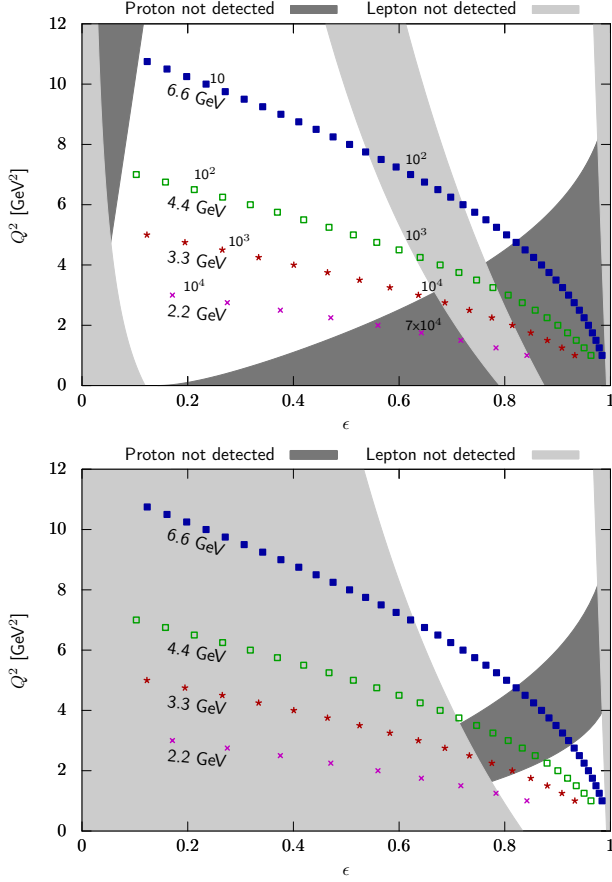 Proton not detected Lepton not detected
12
10
8
6
4
2
0
Q² [GeV²]
10
6.6 GeV
10²
10²
4.4 GeV
10³
10³
3.3 GeV
10⁴
10⁴
2.2 GeV
7×10⁴
0 0.2 0.4 0.6 0.8 1
ϵ
Proton not detected Lepton not detected
12
10
8
6
4
2
0
Q² [GeV²]
6.6 GeV
4.4 GeV
3.3 GeV
2.2 GeV
0 0.2 0.4 0.6 0.8 1
ϵ